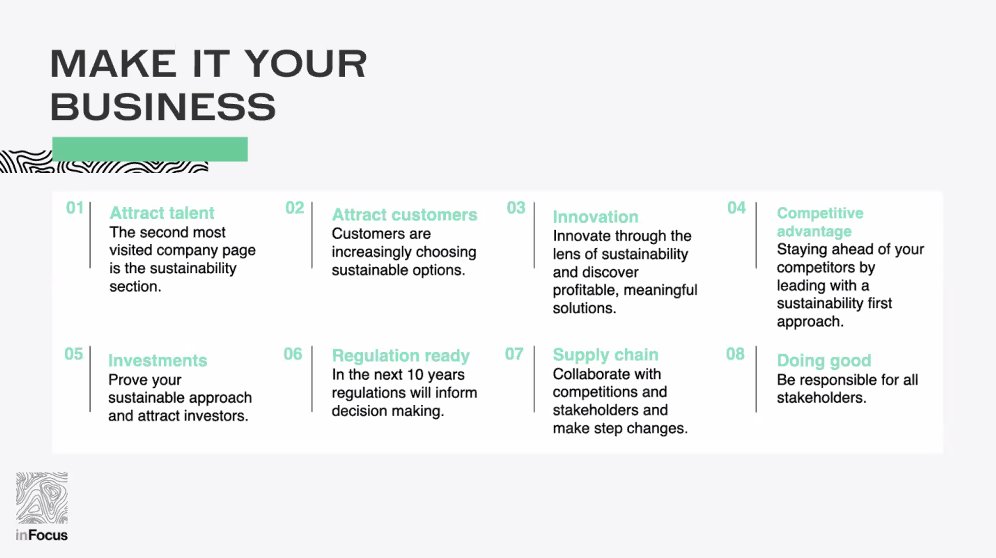 MAKE IT YOUR
BUSINESS
01
Attract talent
The second most
visited company page
is the sustainability
section.
02
Attract customers
Customers are
increasingly choosing
sustainable options.
03
Innovation
Innovate through the
lens of sustainability
and discover
profitable, meaningful
solutions.
04
Competitive
advantage
Staying ahead of your
competitors by
leading with a
sustainability first
approach.
05
Investments
Prove your
sustainable approach
and attract investors.
06
Regulation ready
In the next 10 years
regulations will inform
decision making.
07
Supply chain
Collaborate with
competitions and
stakeholders and
make step changes.
08
Doing good
Be responsible for all
stakeholders.
inFocus